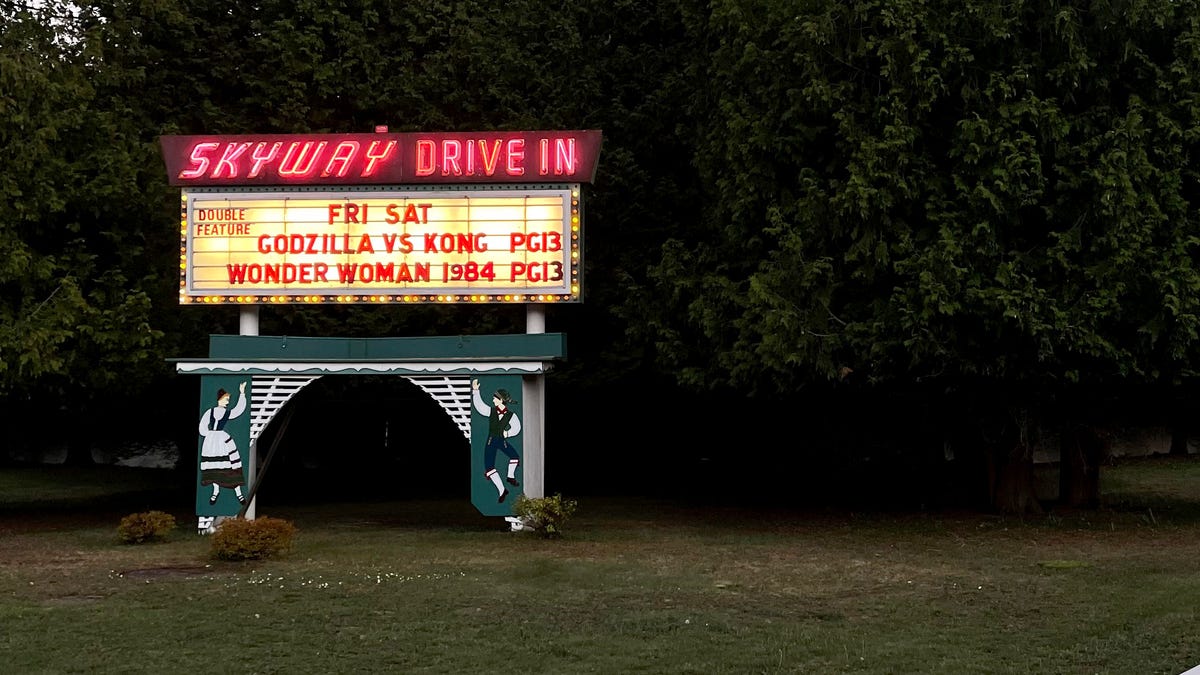 SKYWAY DRIVE IN
DOUBLE
FEATURE
FRI SAT
GODZILLA VS KONG PG13
WONDER WOMAN 1984 PG13